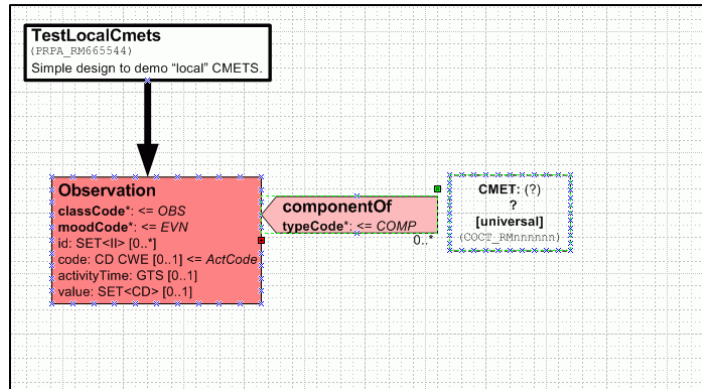 TestLocalCmets
(PRPA_RM665544)
Simple design to demo “local” CMETS.
Observation
classCode*: <= OBS
moodCode*: <= EVN
id: SET<II> [0..*]
code: CD CWE [0..1] <= ActCode
activityTime: GTS [0..1]
value: SET<CD> [0..1]
componentOf
typeCode*: <= COMP
0..*
CMET: (?)
?
[universal]
(COCT_RMnnnnnn)